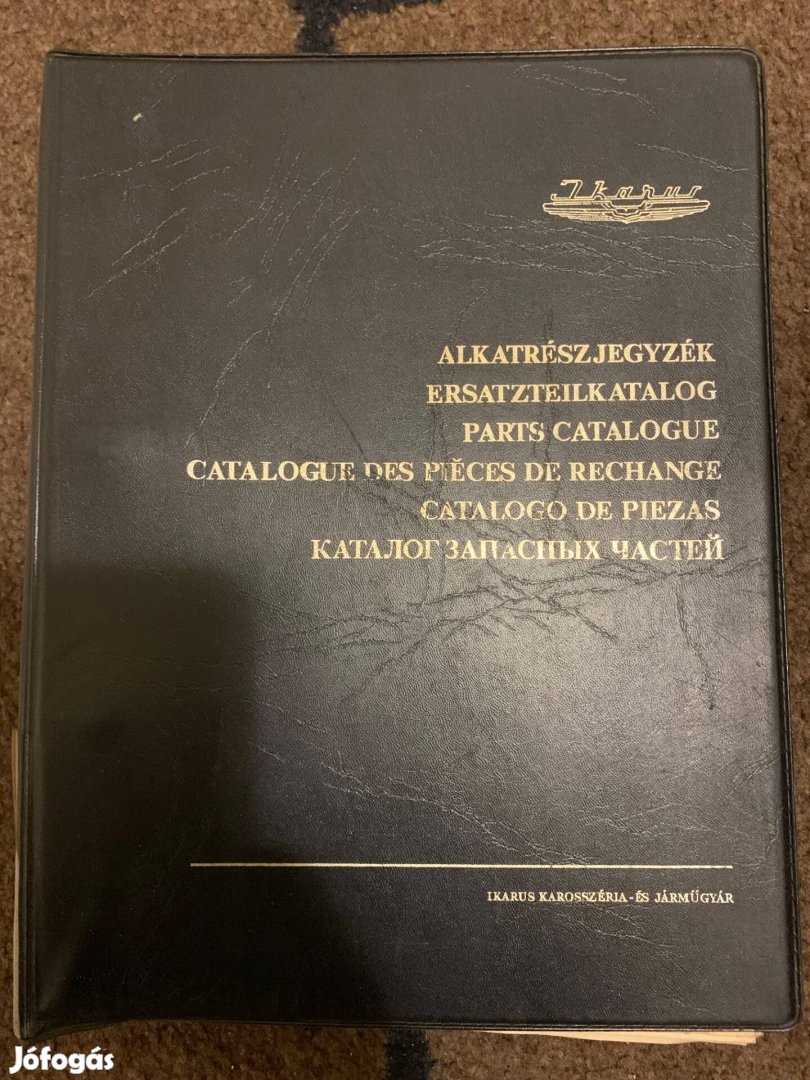 Ikarus
ALKATRÉSZJEGYZÉK
ERSATZTEILKATALOG
PARTS CATALOGUE
CATALOGUE DES PIĚCES DE RECHANGE
CATALOGO DE PIEZAS
КАТАЛОГ ЗАПАСНЫХ ЧАСТЕЙ
IKARUS KAROSSZÉRIA-ÉS JÁRMŰGYÁR
Jófogás